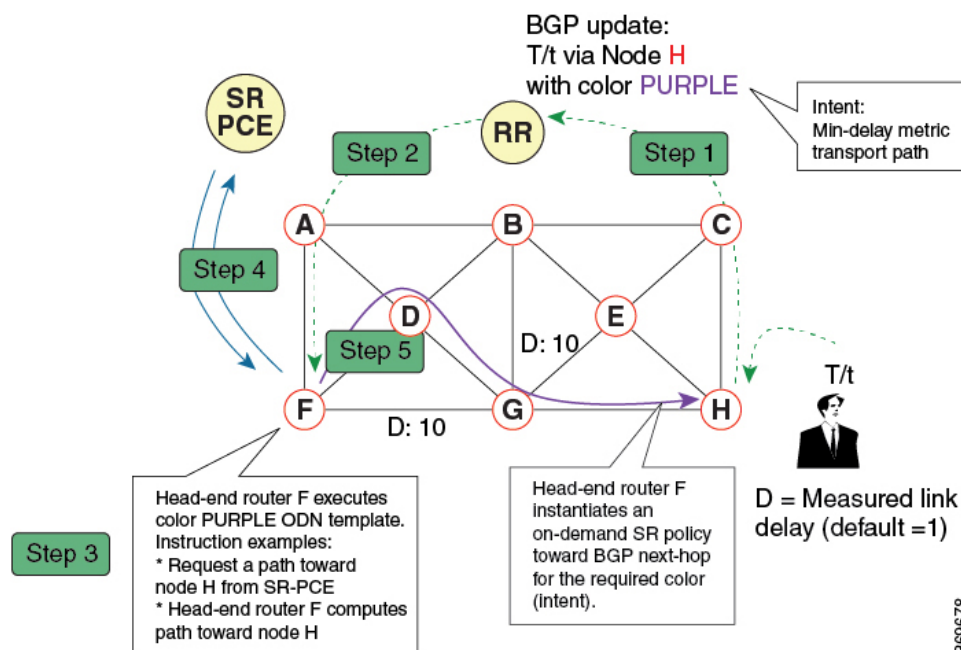 BGP update:
T/t via Node H
with color PURPLE
SR
PCE
RR
Intent:
Min-delay metric
transport path
Step 2
Step 1
A
B
C
Step 4
D
E
Step 5
D: 10
T/t
F
G
H
D: 10
Head-end router F executes
color PURPLE ODN template.
Instruction examples:
* Request a path toward
node H from SR-PCE
* Head-end router F computes
path toward node H
Head-end router F
instantiates an
on-demand SR policy
toward BGP next-hop
for the required color
(intent).
D = Measured link
delay (default =1)
Step 3